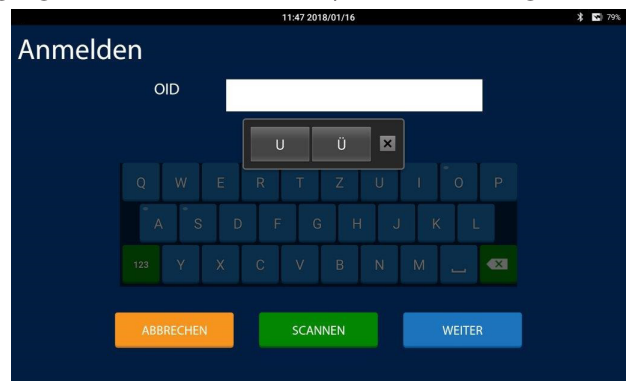 11:47 2018/01/16 79%
Anmelden
OID
U Ü
Q W E R T Z U I O P
A S D F G H J K L
123 Y X C V B N M
ABBRECHEN SCANNEN WEITER